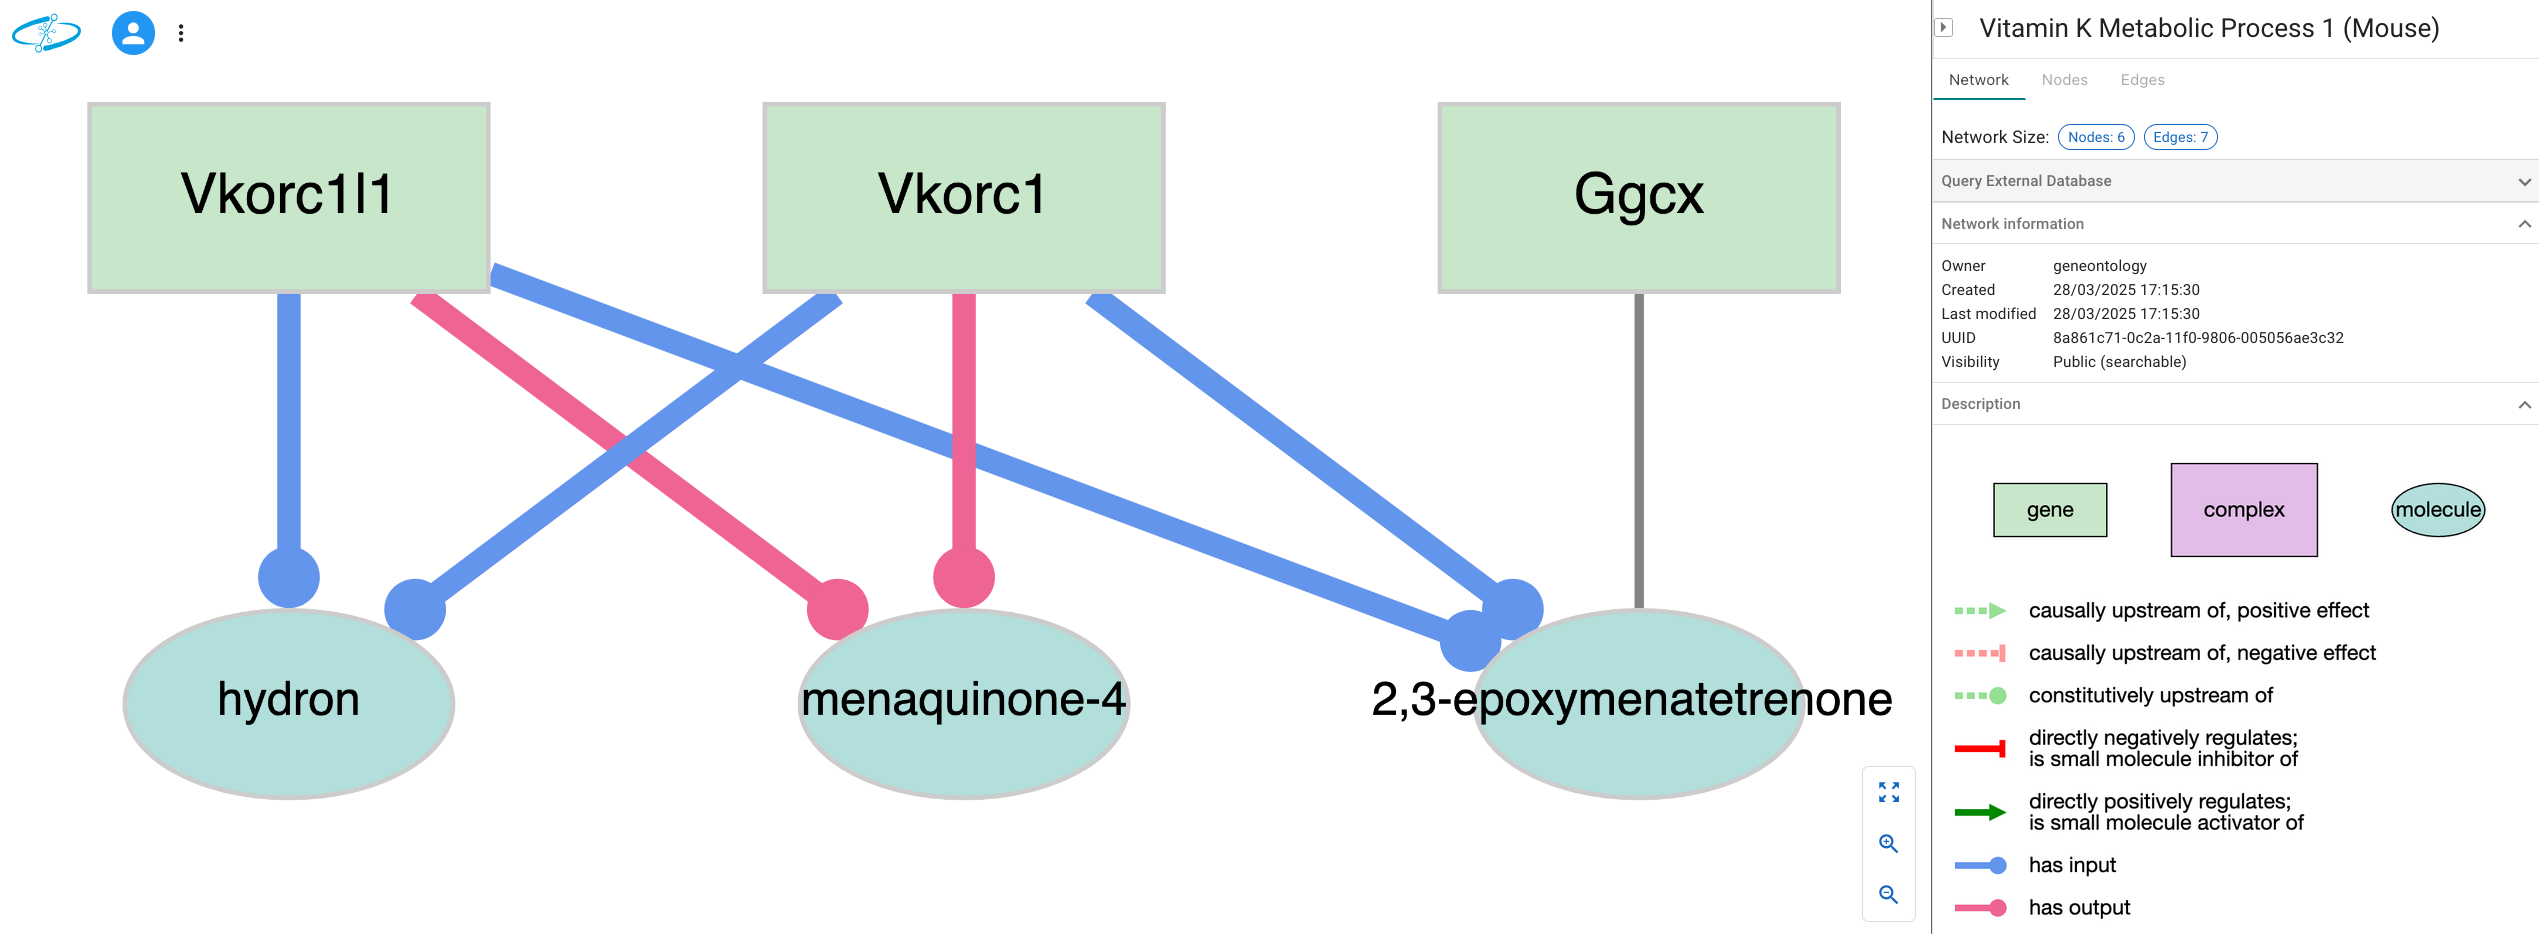 Vkorc1l1
Vkorc1
Ggcx
hydron
menaquinone-4
2,3-epoxymenatetrenone
Vitamin K Metabolic Process 1 (Mouse)
Network Nodes Edges
Network Size: Nodes: 6 Edges: 7
Query External Database
Network information
Owner geneontology
Created 28/03/2025 17:15:30
Last modified 28/03/2025 17:15:30
UUID 8a861c71-0c2a-11f0-9806-005056ae3c32
Visibility Public (searchable)
Description
gene complex molecule
causally upstream of, positive effect
causally upstream of, negative effect
constitutively upstream of
directly negatively regulates;
is small molecule inhibitor of
directly positively regulates;
is small molecule activator of
has input
has output